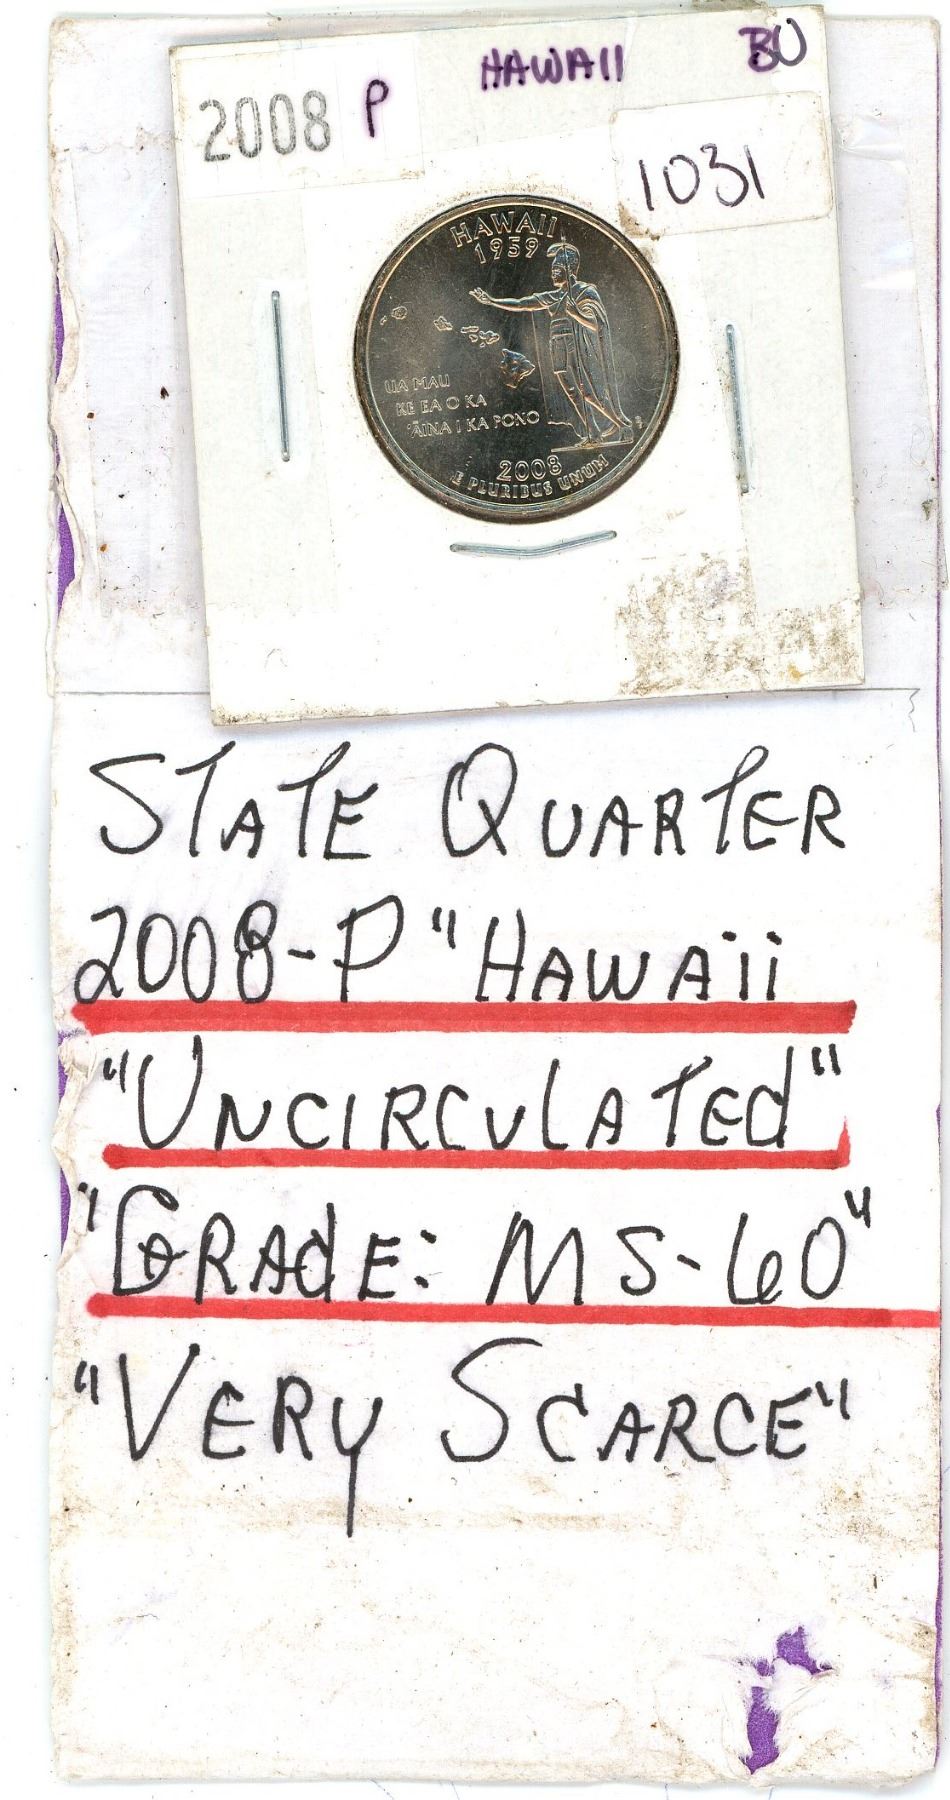 2008 P HAWAII BU
1031
HAWAII
1959
UA MAU
KE EA O KA
ʻĀINA I KA PONO
2008
E PLURIBUS UNUM
STATE QUARTER
2008-P "HAWAii
"UNCIRCULATEd"
"GRAdE: MS-60"
"VERY SCARCE"